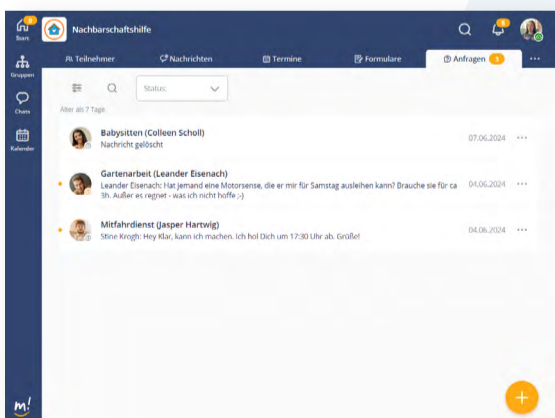 Start
Nachbarschaftshilfe
Teilnehmer
Nachrichten
Termine
Formulare
Anfragen
...
Gruppen
Chats
Kalender
Status
Älter als 7 Tage
Babysitten (Colleen Scholl)
Nachricht gelöscht
07.06.2024
Gartenarbeit (Leander Eisenach)
Leander Eisenach: Hat jemand eine Motorsense, die er mir für Samstag ausleihen kann? Brauche sie für ca
3h. Außer es regnet - was ich nicht hoffe ;-)
04.06.2024
Mitfahrdienst (Jasper Hartwig)
Stine Krogh: Hey Klar, kann ich machen. Ich hol Dich um 17:30 Uhr ab. Grüße!
04.06.2024
m!